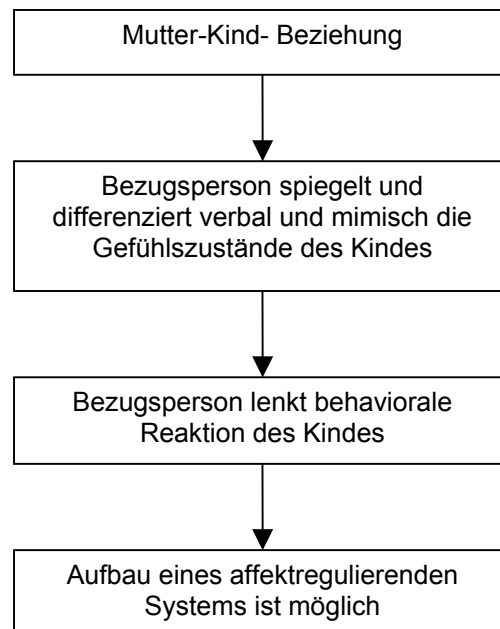 Mutter-Kind- Beziehung
Bezugsperson spiegelt und
differenziert verbal und mimisch die
Gefühlszustände des Kindes
Bezugsperson lenkt behaviorale
Reaktion des Kindes
Aufbau eines affektregulierenden
Systems ist möglich